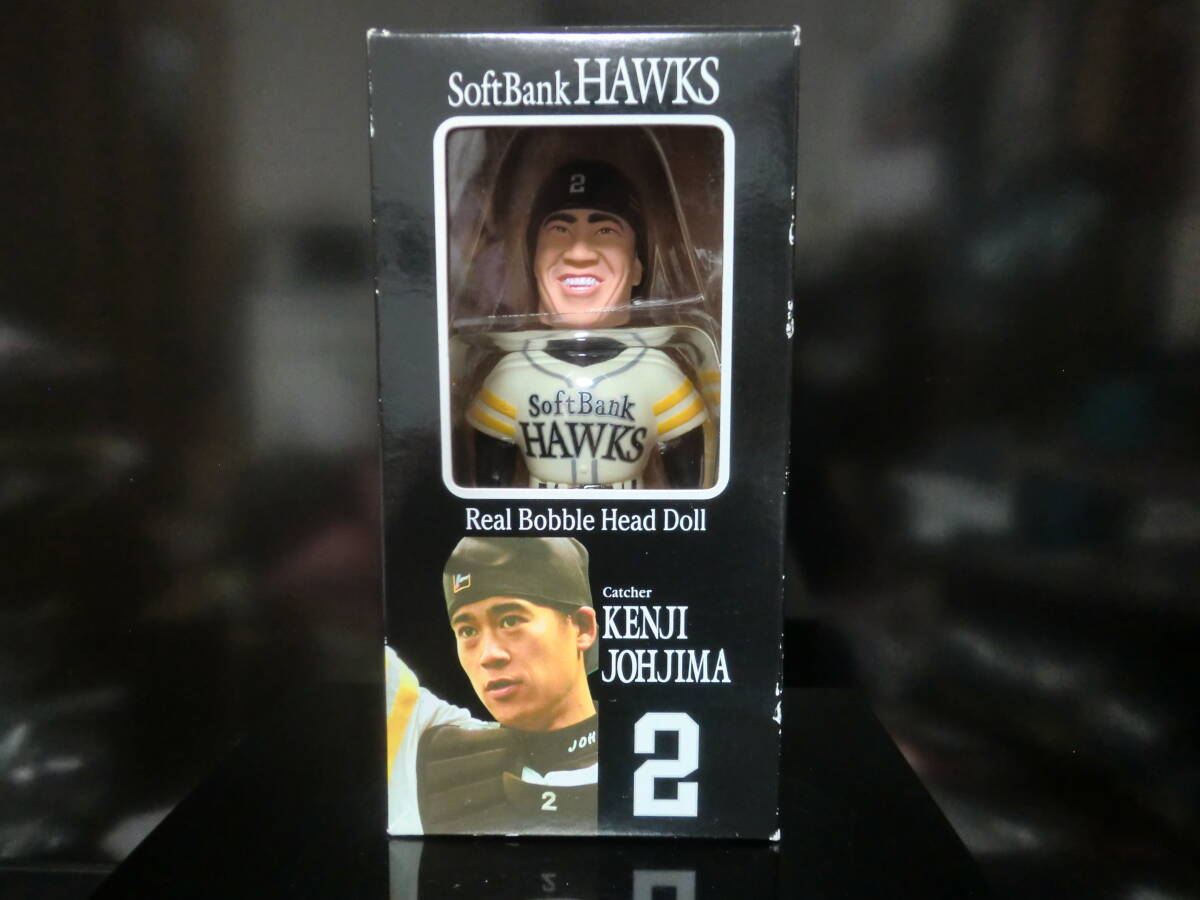 SoftBank HAWKS
2
SoftBank
HAWKS
Real Bobble Head Doll
Catcher
KENJI
JOHJIMA
JOH
2
2